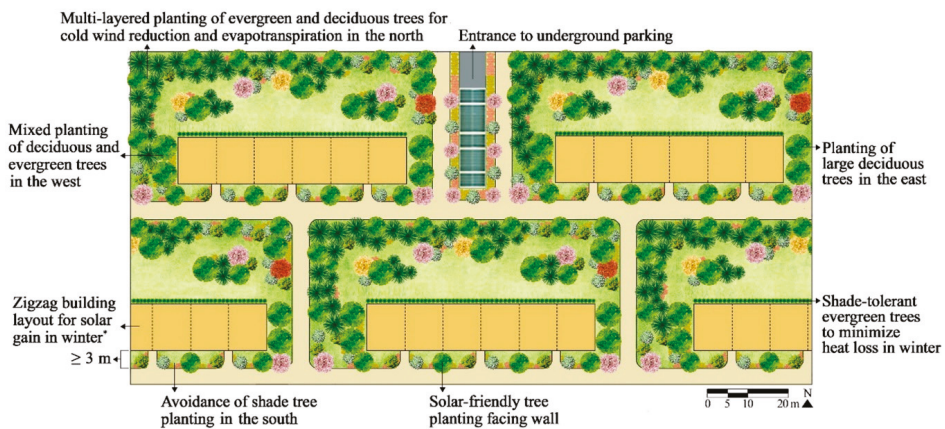 Multi-layered planting of evergreen and deciduous trees for
cold wind reduction and evapotranspiration in the north
Entrance to underground parking
Mixed planting
of deciduous and
evergreen trees
in the west
Planting of
large deciduous
trees in the east
Zigzag building
layout for solar
gain in winter*
≥ 3 m
Shade-tolerant
evergreen trees
to minimize
heat loss in winter
Avoidance of shade tree
planting in the south
Solar-friendly tree
planting facing wall
0 5 10 20 m N